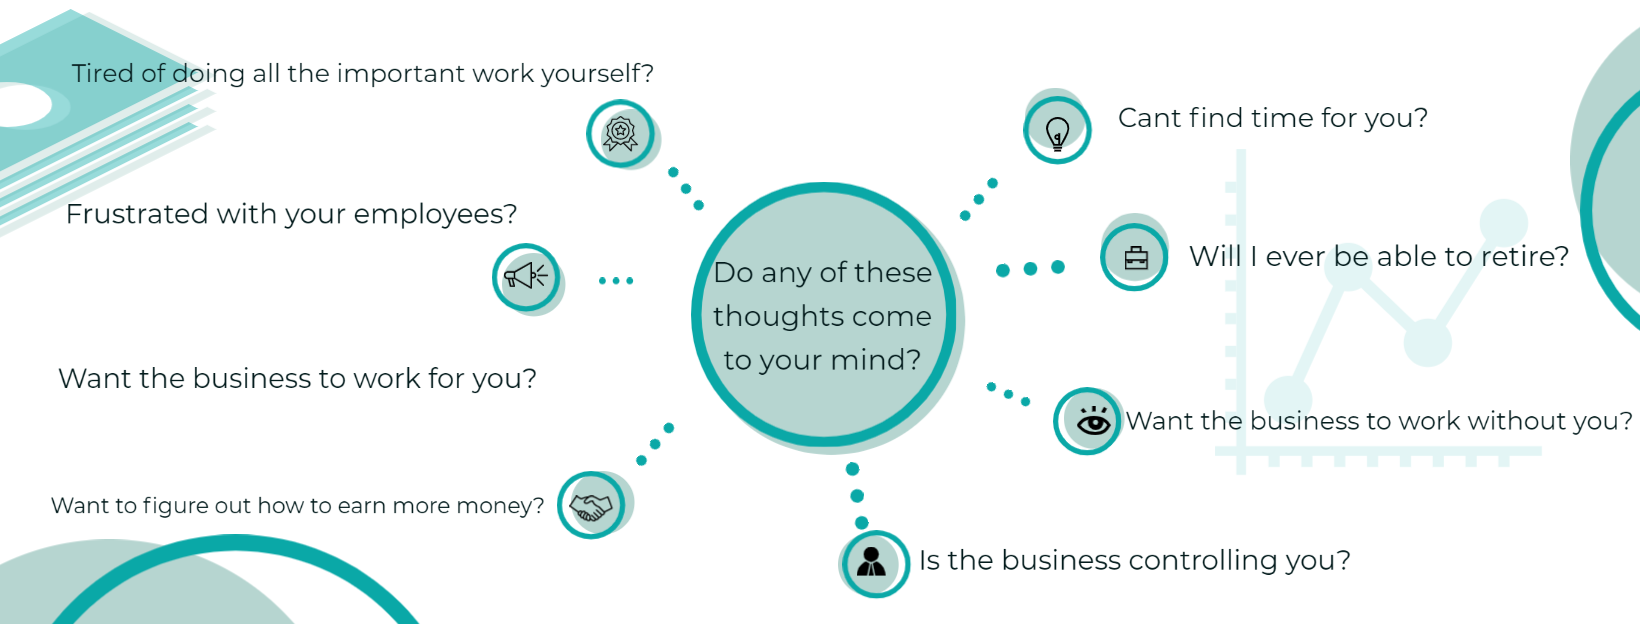 Tired of doing all the important work yourself?
Frustrated with your employees?
Want the business to work for you?
Want to figure out how to earn more money?
Do any of these
thoughts come
to your mind?
Cant find time for you?
Will I ever be able to retire?
Want the business to work without you?
Is the business controlling you?